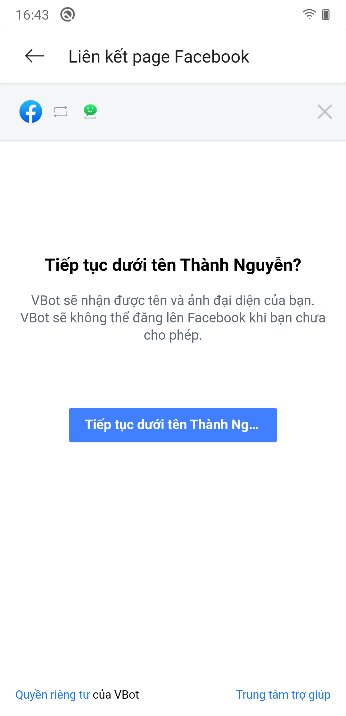 16:43
Liên kết page Facebook
Tiếp tục dưới tên Thành Nguyễn?
VBot sẽ nhận được tên và ảnh đại diện của bạn.
VBot sẽ không thể đăng lên Facebook khi bạn chưa
cho phép.
Tiếp tục dưới tên Thành Ng...
Quyền riêng tư của VBot
Trung tâm trợ giúp